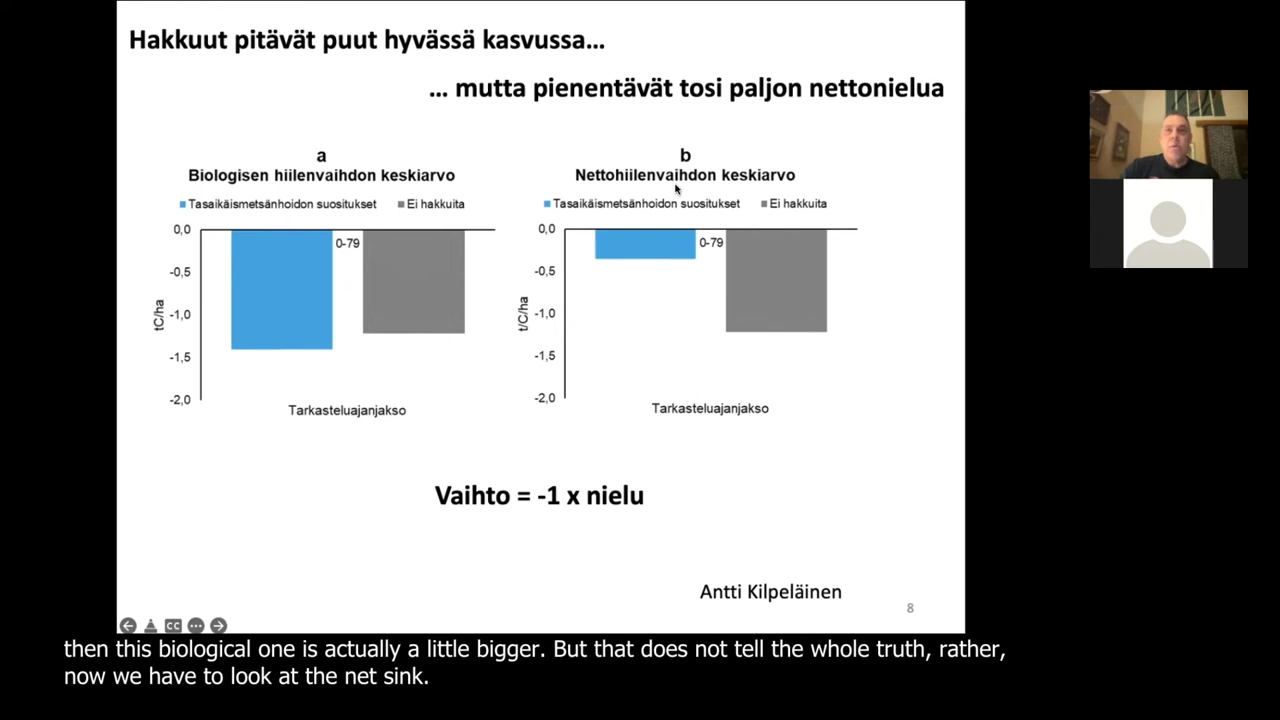 Hakkuut pitävät puut hyvässä kasvussa...
... mutta pienentävät tosi paljon nettonielua
a
Biologisen hiilenvaihdon keskiarvo
Tasaikäismetsänhoidon suositukset Ei hakkuita
0,0
0-79
-0,5
-1,0
-1,5
-2,0
tC/ha
Tarkasteluajanjakso
b
Nettohiilenvaihdon keskiarvo
Tasaikäismetsänhoidon suositukset Ei hakkuita
0,0
0-79
-0,5
-1,0
-1,5
-2,0
t/C/ha
Tarkasteluajanjakso
Vaihto = -1 x nielu
Antti Kilpeläinen
8
CC
then this biological one is actually a little bigger. But that does not tell the whole truth, rather,
now we have to look at the net sink.